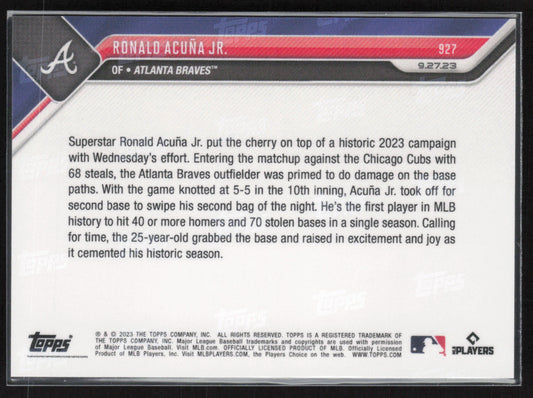 RONALD ACUÑA JR.
927
OF • ATLANTA BRAVES™
9.27.23
Superstar Ronald Acuña Jr. put the cherry on top of a historic 2023 campaign
with Wednesday's effort. Entering the matchup against the Chicago Cubs with
68 steals, the Atlanta Braves outfielder was primed to do damage on the base
paths. With the game knotted at 5-5 in the 10th inning, Acuña Jr. took off for
second base to swipe his second bag of the night. He's the first player in MLB
history to hit 40 or more homers and 70 stolen bases in a single season. Calling
for time, the 25-year-old grabbed the base and raised in excitement and joy as
it cemented his historic season.
TOPPS
® & © 2023 THE TOPPS COMPANY, INC. ALL RIGHTS RESERVED. TOPPS IS A REGISTERED TRADEMARK OF
THE TOPPS COMPANY, INC. Major League Baseball trademarks and copyrights are used with permission
of Major League Baseball. Visit MLB.com. OFFICIALLY LICENSED PRODUCT OF MLB. Officially Licensed
Product of MLB Players, Inc. Visit MLBPLAYERS.COM, the Players Choice on the web. WWW.TOPPS.COM
PLAYERS